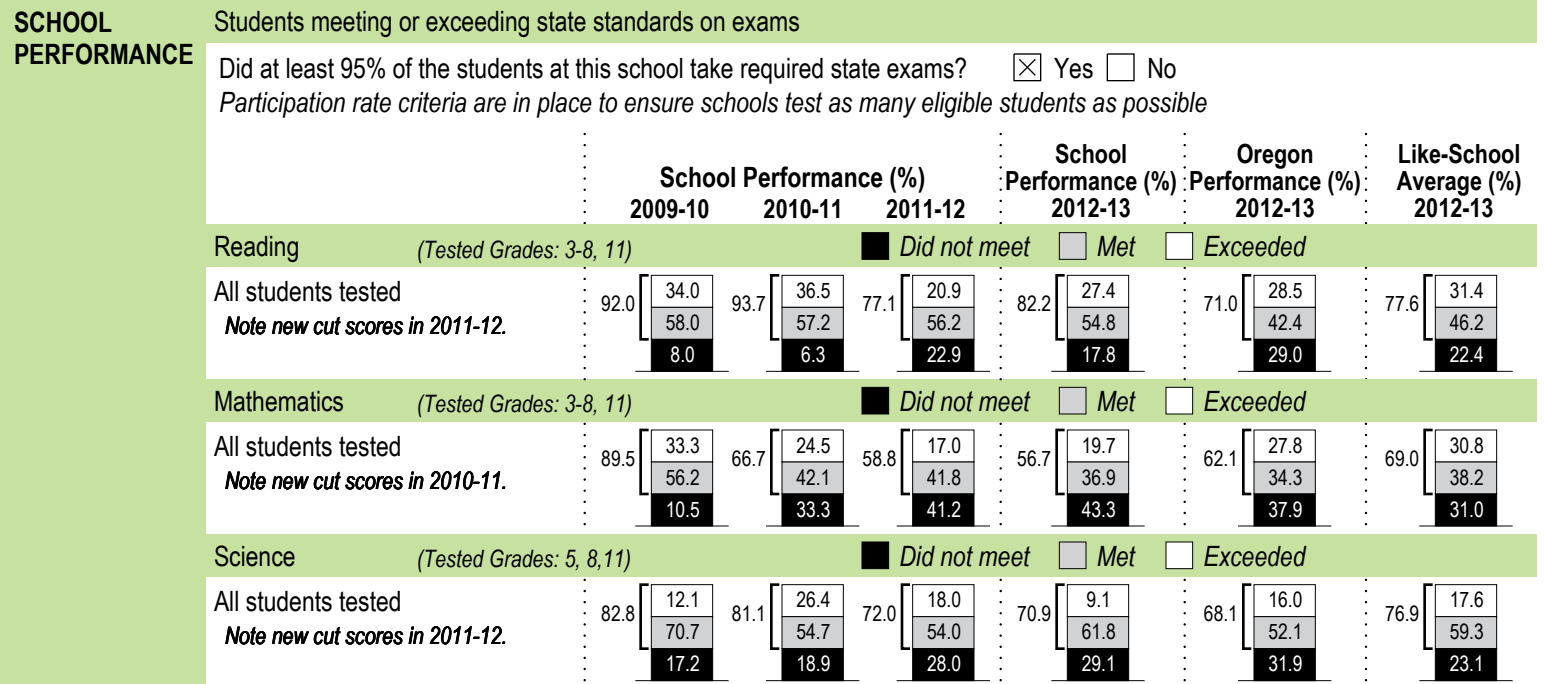 SCHOOL
PERFORMANCE
Students meeting or exceeding state standards on exams
Did at least 95% of the students at this school take required state exams? Yes No
Participation rate criteria are in place to ensure schools test as many eligible students as possible
School Performance (%)
2009-10 2010-11 2011-12
School
Performance (%)
2012-13
Oregon
Performance (%)
2012-13
Like-School
Average (%)
2012-13
Reading (Tested Grades: 3-8, 11) Did not meet Met Exceeded
All students tested
Note new cut scores in 2011-12.
92.0 34.0 58.0 8.0
93.7 36.5 57.2 6.3
77.1 20.9 56.2 22.9
82.2 27.4 54.8 17.8
71.0 28.5 42.4 29.0
77.6 31.4 46.2 22.4
Mathematics (Tested Grades: 3-8, 11) Did not meet Met Exceeded
All students tested
Note new cut scores in 2010-11.
89.5 33.3 56.2 10.5
66.7 24.5 42.1 33.3
58.8 17.0 41.8 41.2
56.7 19.7 36.9 43.3
62.1 27.8 34.3 37.9
69.0 30.8 38.2 31.0
Science (Tested Grades: 5, 8,11) Did not meet Met Exceeded
All students tested
Note new cut scores in 2011-12.
82.8 12.1 70.7 17.2
81.1 26.4 54.7 18.9
72.0 18.0 54.0 28.0
70.9 9.1 61.8 29.1
68.1 16.0 52.1 31.9
76.9 17.6 59.3 23.1